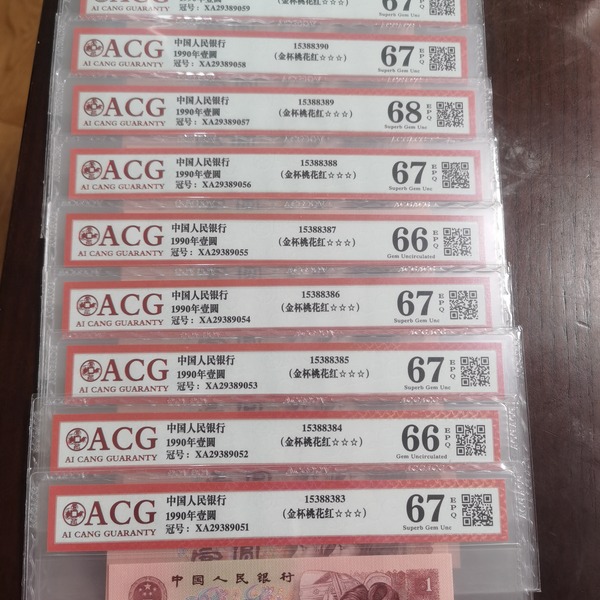 ACG
AI CANG GUARANTY
XA29389059
67
Superb Gem Unc
ACG
AI CANG GUARANTY
中国人民银行
1990年壹圆
冠号：XA29389058
15388390
(金杯桃花红☆☆☆)
67
EPQ
Superb Gem Unc
ACG
AI CANG GUARANTY
中国人民银行
1990年壹圆
冠号：XA29389057
15388389
(金杯桃花红☆☆☆)
68
EPQ
Superb Gem Unc
ACG
AI CANG GUARANTY
中国人民银行
1990年壹圆
冠号：XA29389056
15388388
(金杯桃花红☆☆☆)
67
EPQ
Superb Gem Unc
ACG
AI CANG GUARANTY
中国人民银行
1990年壹圆
冠号：XA29389055
15388387
(金杯桃花红☆☆☆)
66
EPQ
Gem Uncirculated
ACG
AI CANG GUARANTY
中国人民银行
1990年壹圆
冠号：XA29389054
15388386
(金杯桃花红☆☆☆)
67
EPQ
Superb Gem Unc
ACG
AI CANG GUARANTY
中国人民银行
1990年壹圆
冠号：XA29389053
15388385
(金杯桃花红☆☆☆)
67
EPQ
Superb Gem Unc
ACG
AI CANG GUARANTY
中国人民银行
1990年壹圆
冠号：XA29389052
15388384
(金杯桃花红☆☆☆)
66
EPQ
Gem Uncirculated
ACG
AI CANG GUARANTY
中国人民银行
1990年壹圆
冠号：XA29389051
15388383
(金杯桃花红☆☆☆)
67
EPQ
Superb Gem Unc
中国人民银行
1